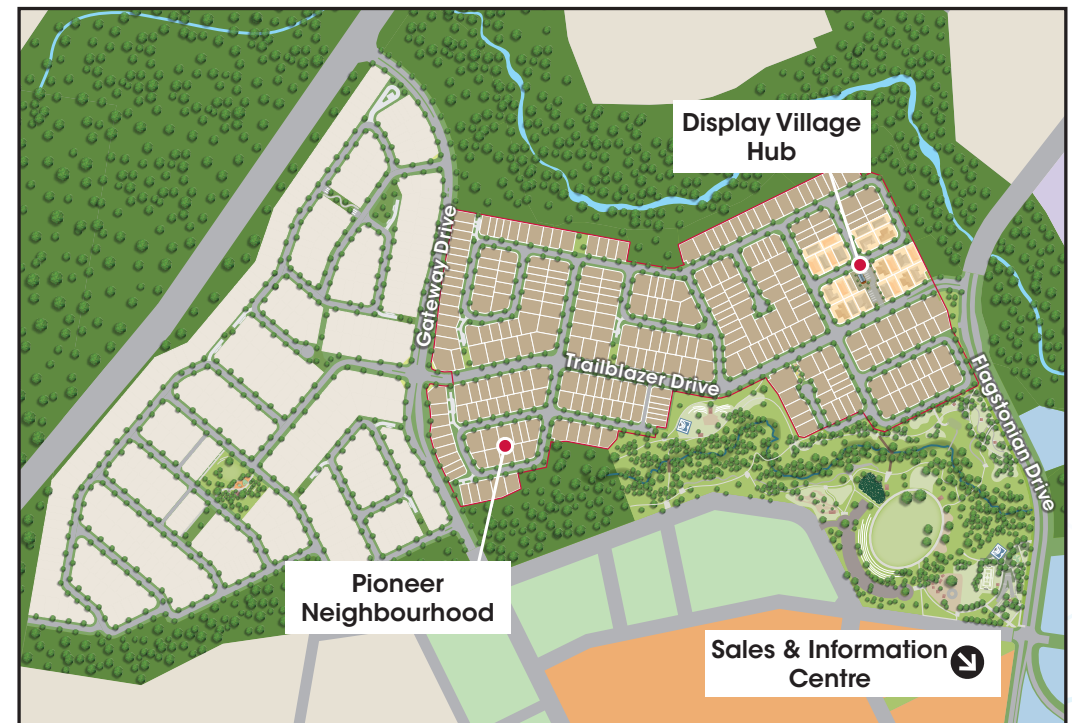 Display Village
Hub
Gateway Drive
Trailblazer Drive
Flagstonian Drive
Pioneer
Neighbourhood
Sales & Information
Centre